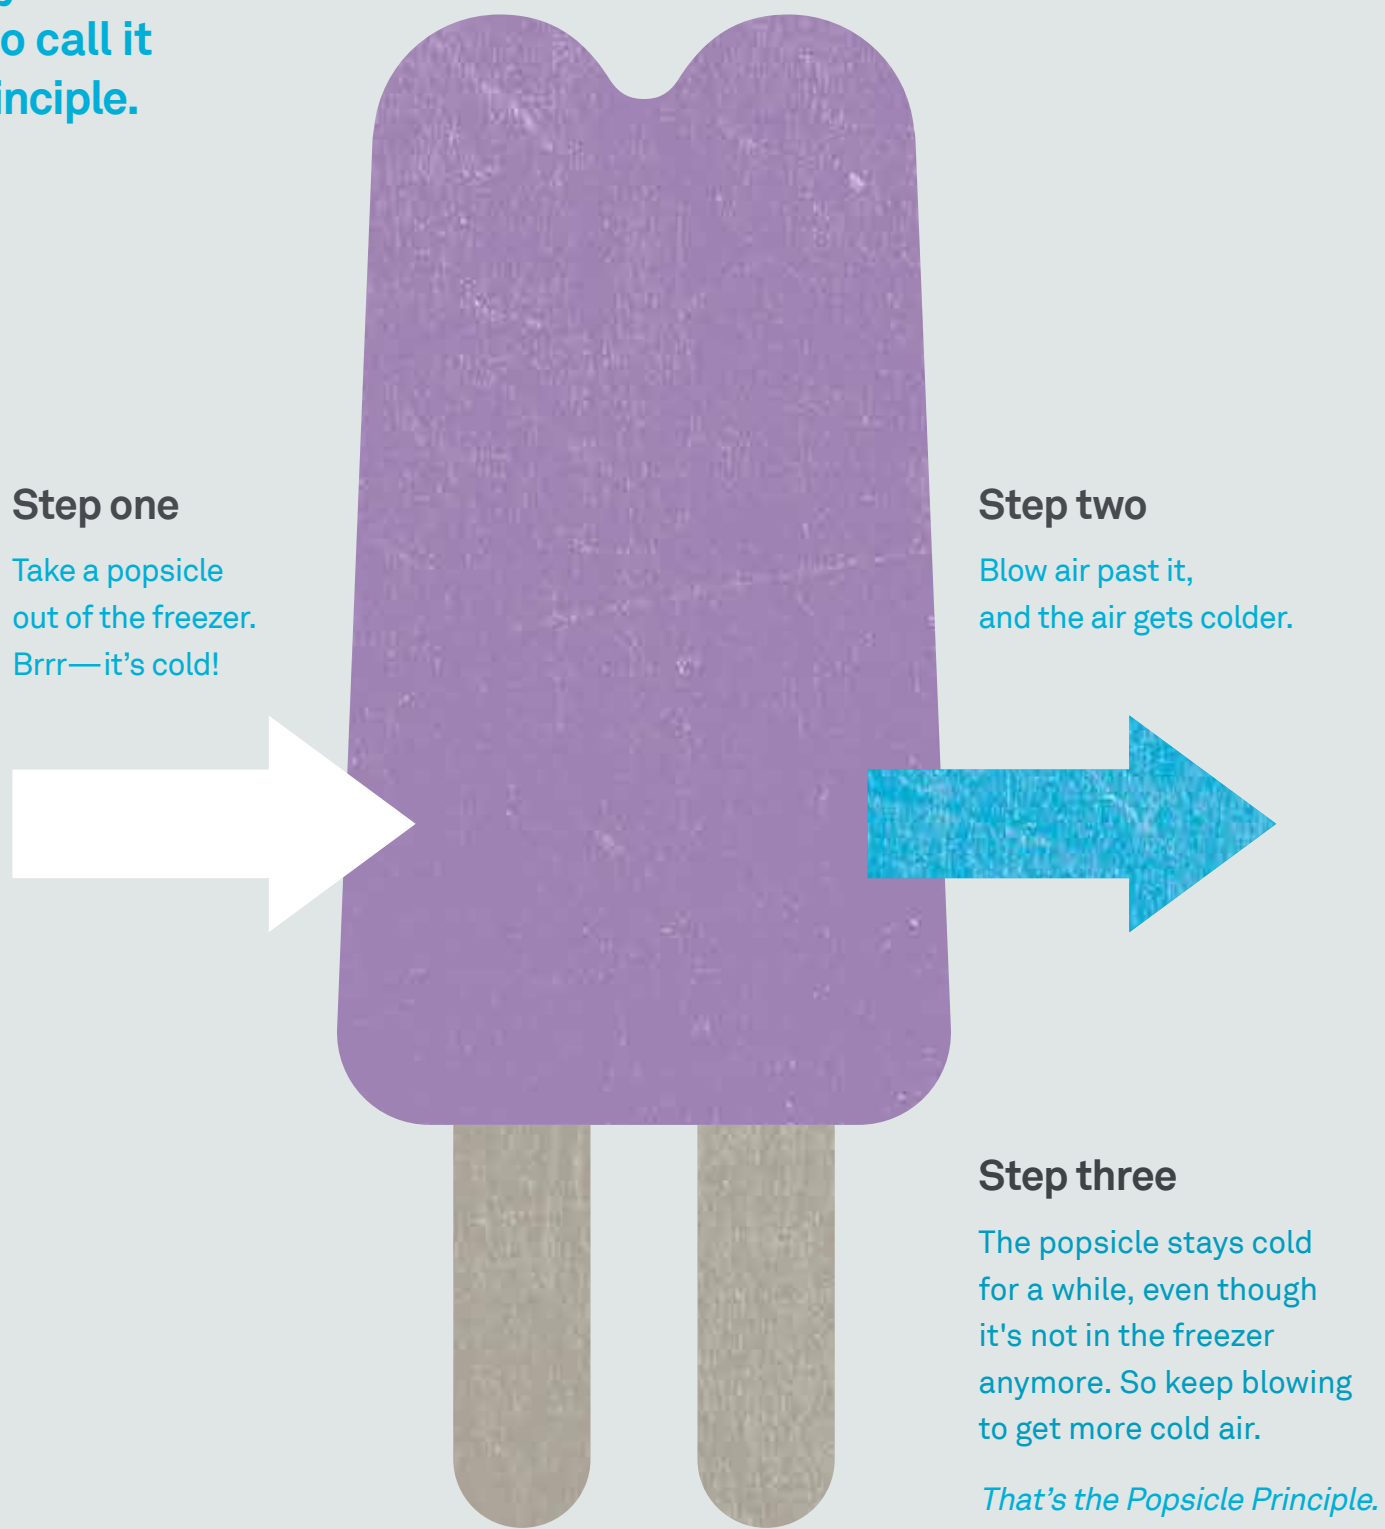 call it
Step one
Take a popsicle
out of the freezer.
Brrr—it's cold!
Step two
Blow air past it,
and the air gets colder.
Step three
The popsicle stays cold
for a while, even though
it's not in the freezer
anymore. So keep blowing
to get more cold air.
That's the Popsicle Principle.